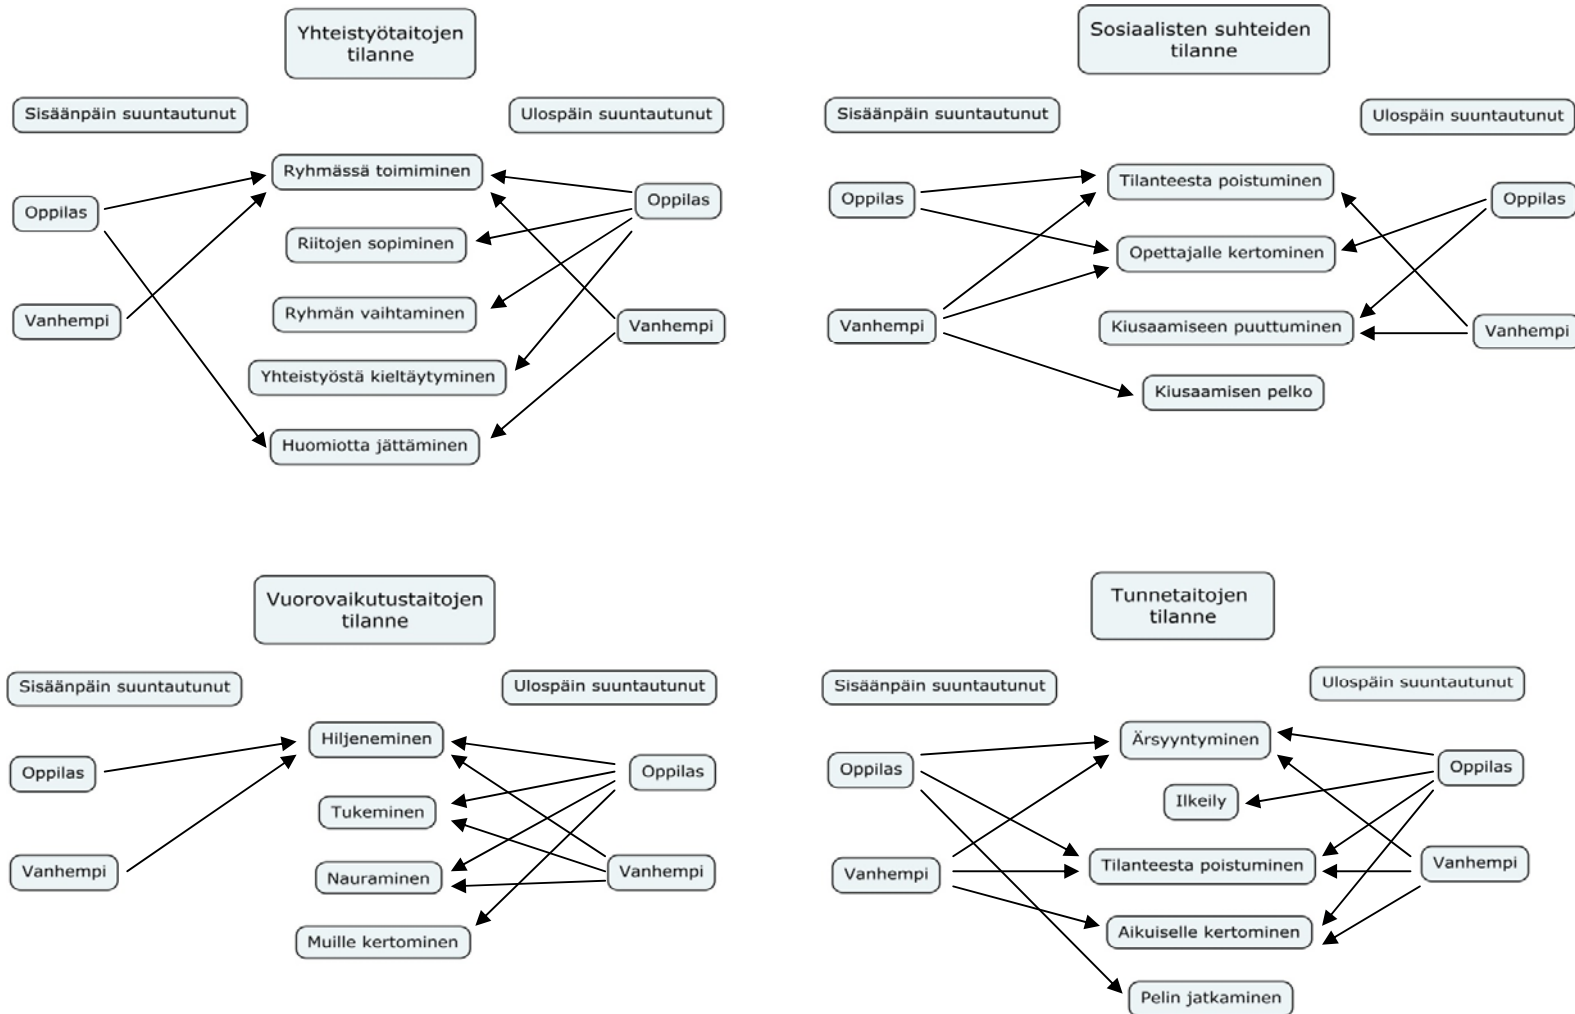 Yhteistyötaitojen
tilanne
Sisäänpäin suuntautunut
Ulospäin suuntautunut
Ryhmässä toimiminen
Oppilas
Oppilas
Riitojen sopiminen
Ryhmän vaihtaminen
Vanhempi
Vanhempi
Yhteistyöstä kieltäytyminen
Huomiotta jättäminen
Sosiaalisten suhteiden
tilanne
Sisäänpäin suuntautunut
Ulospäin suuntautunut
Tilanteesta poistuminen
Oppilas
Oppilas
Opettajalle kertominen
Vanhempi
Kiusaamiseen puuttuminen
Vanhempi
Kiusaamisen pelko
Vuorovaikutustaitojen
tilanne
Sisäänpäin suuntautunut
Ulospäin suuntautunut
Hiljeneminen
Oppilas
Oppilas
Tukeminen
Vanhempi
Nauraminen
Vanhempi
Muille kertominen
Tunnetaitojen
tilanne
Sisäänpäin suuntautunut
Ulospäin suuntautunut
Ärsyyntyminen
Oppilas
Oppilas
Ilkeily
Vanhempi
Tilanteesta poistuminen
Vanhempi
Aikuiselle kertominen
Pelin jatkaminen